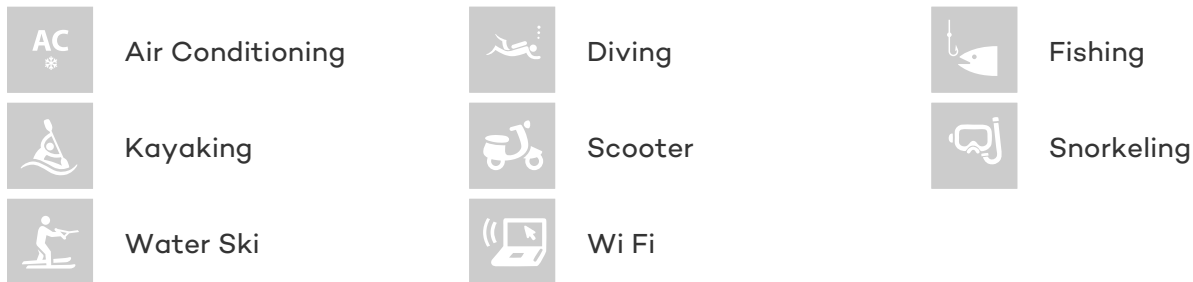 AC
Air Conditioning
Diving
Fishing
Kayaking
Scooter
Snorkeling
Water Ski
Wi Fi